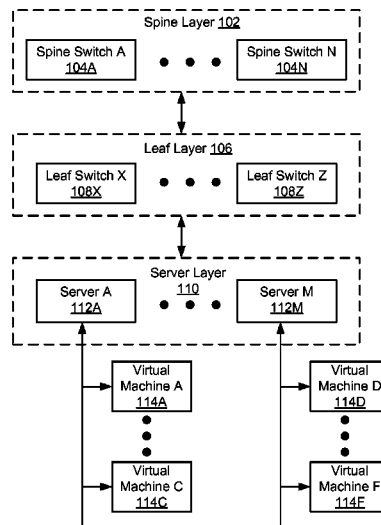 Spine Layer 102
Spine Switch A
104A
Spine Switch N
104N
Leaf Layer 106
Leaf Switch X
108X
Leaf Switch Z
108Z
Server Layer
110
Server A
112A
Server M
112M
Virtual
Machine A
114A
Virtual
Machine D
114D
Virtual
Machine C
114C
Virtual
Machine F
114F